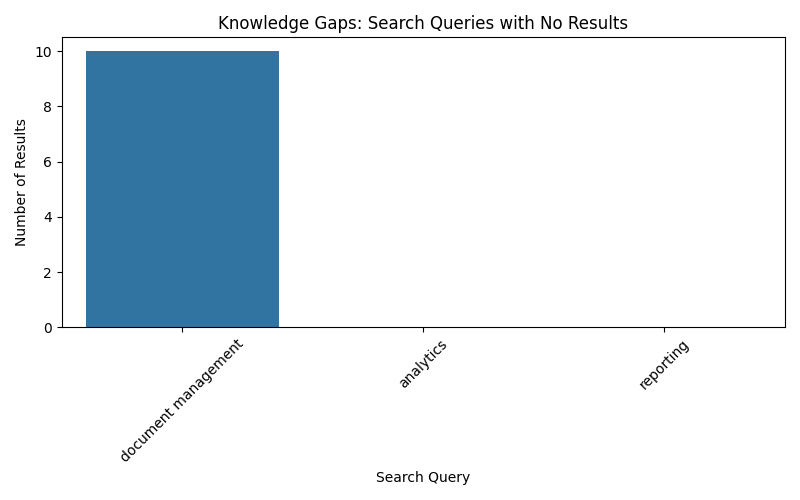 Knowledge Gaps: Search Queries with No Results
Number of Results
10
8
6
4
2
0
document management
analytics
reporting
Search Query